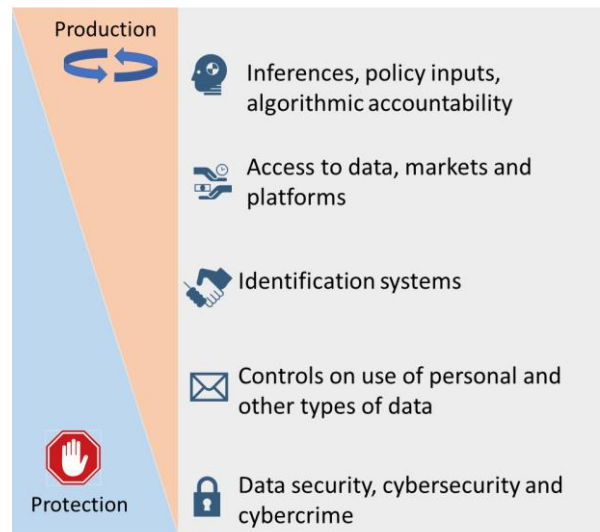 Production
Inferences, policy inputs,
algorithmic accountability
Access to data, markets and
platforms
Identification systems
Controls on use of personal and
other types of data
Protection
Data security, cybersecurity and
cybercrime